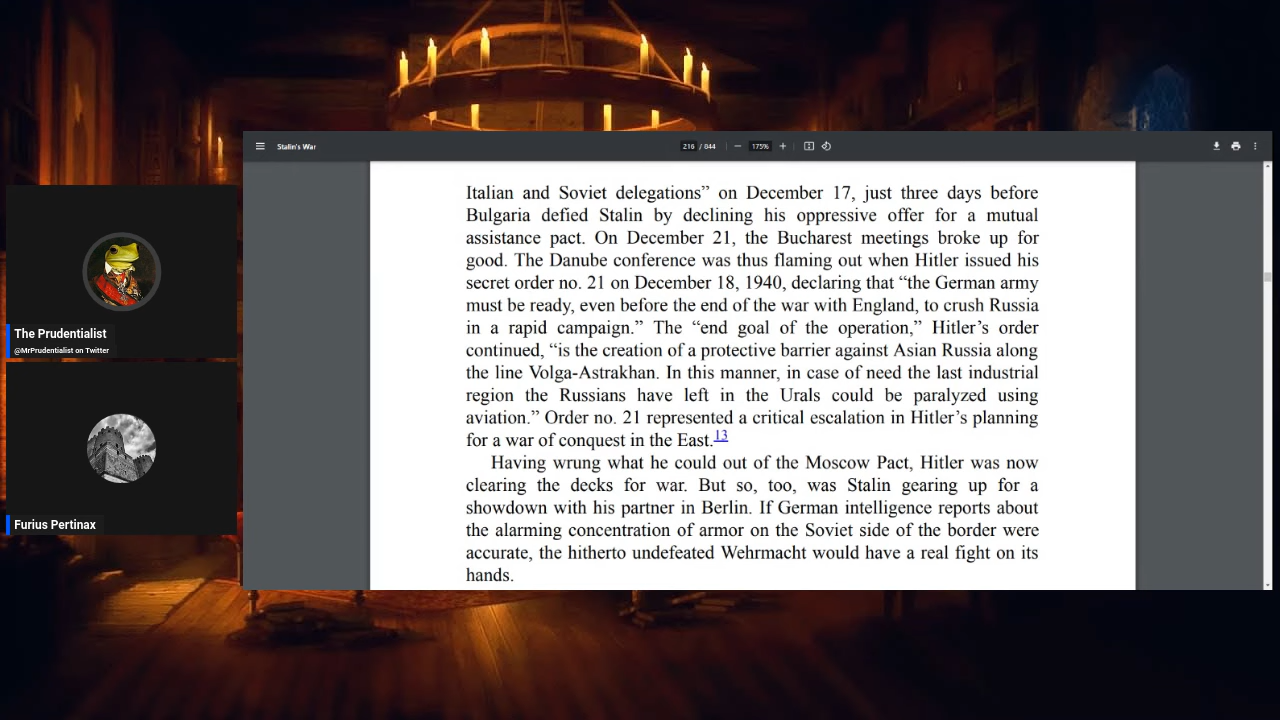 Stalin's War
216 / 844
175%
Italian and Soviet delegations” on December 17, just three days before
Bulgaria defied Stalin by declining his oppressive offer for a mutual
assistance pact. On December 21, the Bucharest meetings broke up for
good. The Danube conference was thus flaming out when Hitler issued his
secret order no. 21 on December 18, 1940, declaring that “the German army
must be ready, even before the end of the war with England, to crush Russia
in a rapid campaign.” The “end goal of the operation,” Hitler’s order
continued, “is the creation of a protective barrier against Asian Russia along
the line Volga-Astrakhan. In this manner, in case of need the last industrial
region the Russians have left in the Urals could be paralyzed using
aviation.” Order no. 21 represented a critical escalation in Hitler’s planning
for a war of conquest in the East.13
Having wrung what he could out of the Moscow Pact, Hitler was now
clearing the decks for war. But so, too, was Stalin gearing up for a
showdown with his partner in Berlin. If German intelligence reports about
the alarming concentration of armor on the Soviet side of the border were
accurate, the hitherto undefeated Wehrmacht would have a real fight on its
hands.
The Prudentialist
@MrPrudentialist on Twitter
Furius Pertinax